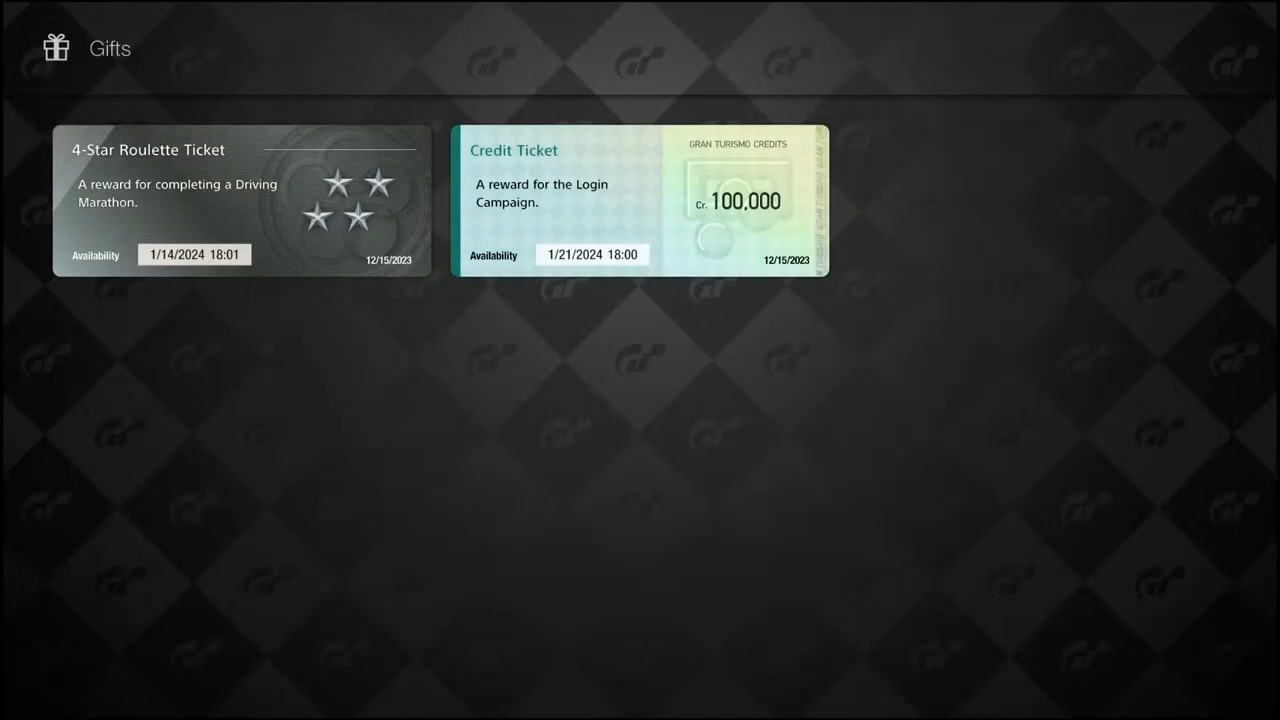 Gifts
4-Star Roulette Ticket
A reward for completing a Driving
Marathon.
Availability 1/14/2024 18:01
12/15/2023
Credit Ticket
A reward for the Login
Campaign.
Availability 1/21/2024 18:00
GRAN TURISMO CREDITS
Cr. 100,000
12/15/2023